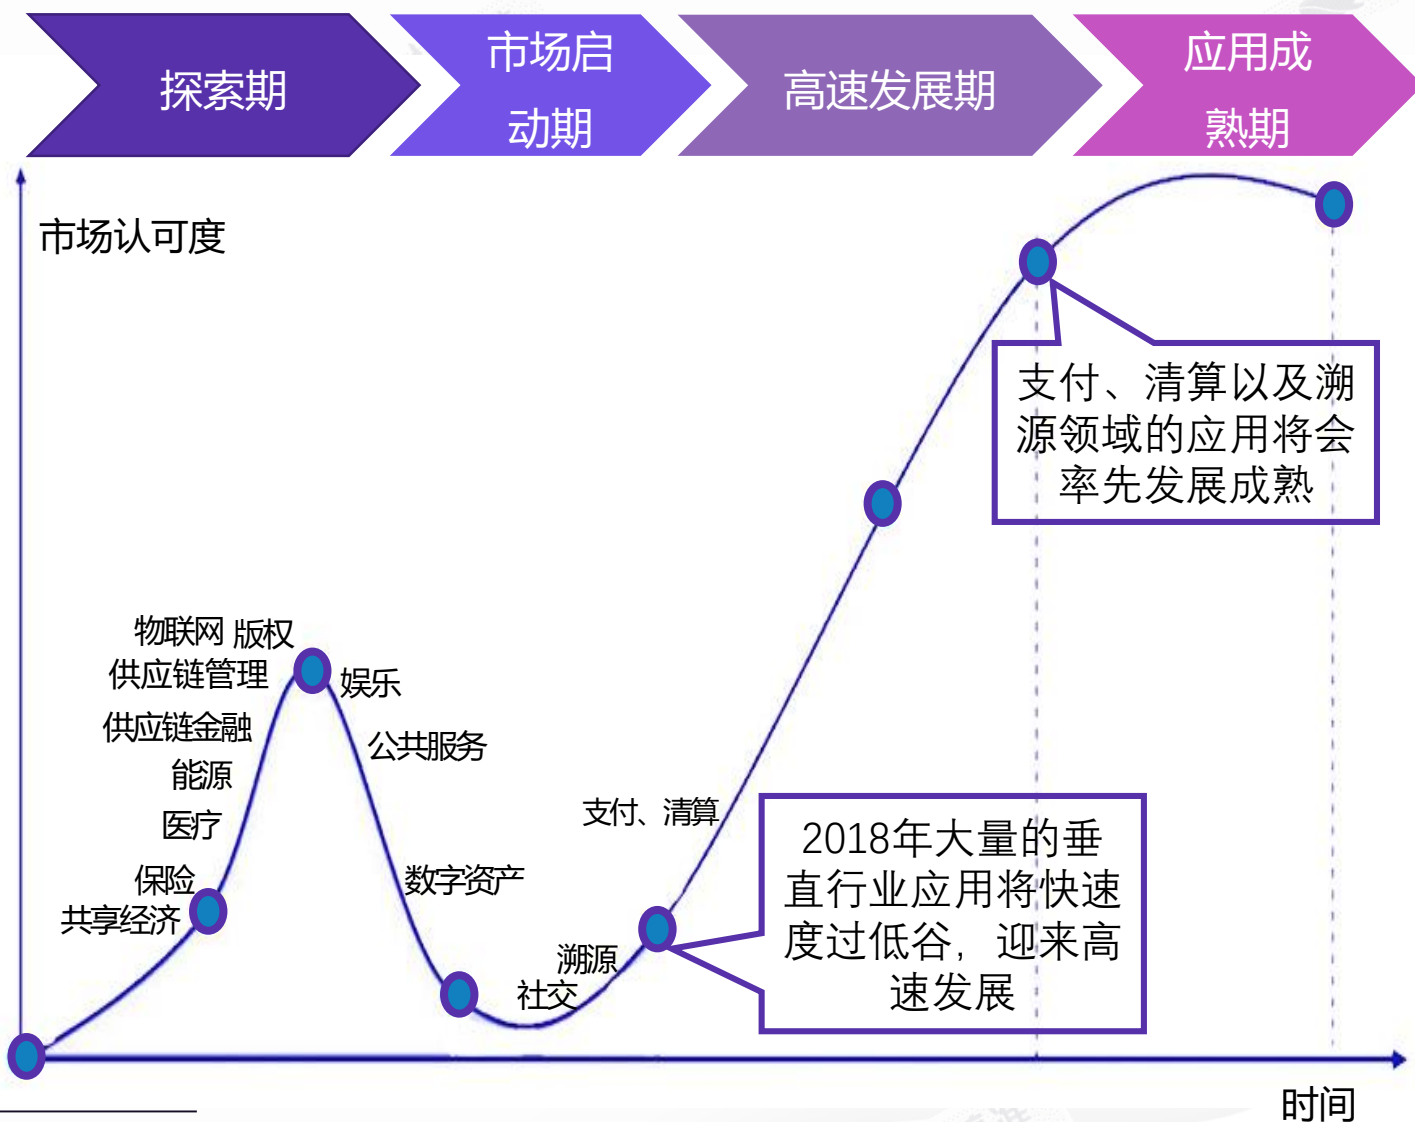 探索期
市场启
动期
高速发展期
应用成
熟期
市场认可度
支付、清算以及溯
源领域的应用将会
率先发展成熟
物联网 版权
供应链管理
娱乐
供应链金融
公共服务
能源
医疗
支付、清算
2018年大量的垂
直行业应用将快速
度过低谷，迎来高
速发展
保险
数字资产
共享经济
溯源
社交
时间